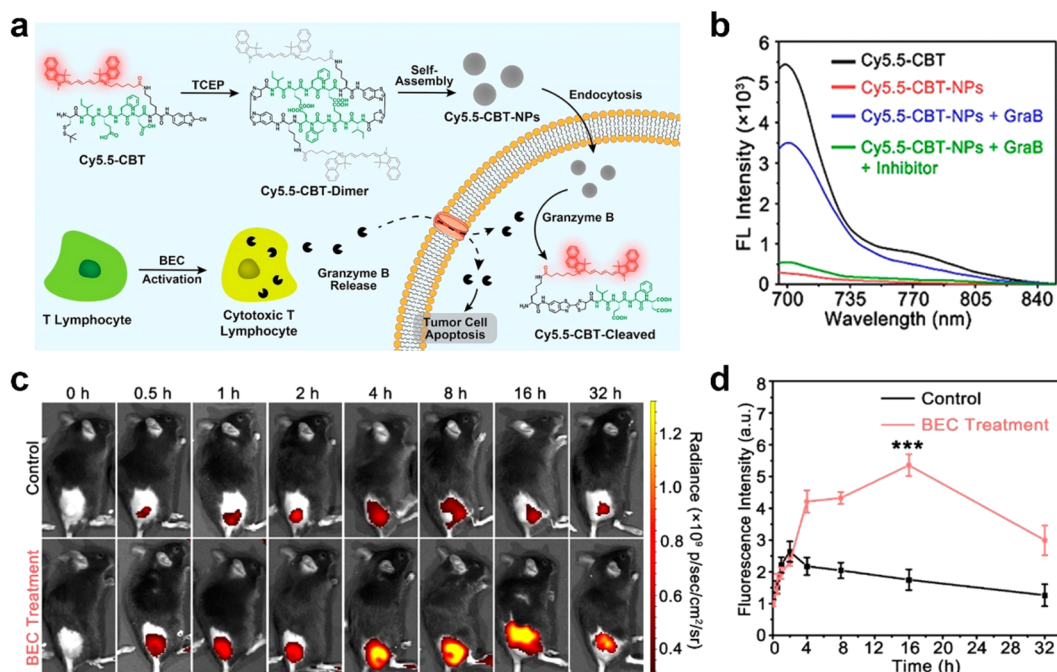 a
TCEP
Self-
Assembly
Cy5.5-CBT
Cy5.5-CBT-Dimer
Cy5.5-CBT-NPs
Endocytosis
Granzyme B
BEC
Activation
Granzyme B
Release
T Lymphocyte
Cytotoxic T
Lymphocyte
Tumor Cell
Apoptosis
Cy5.5-CBT-Cleaved
b
FL Intensity (×10³)
6
5
4
3
2
1
0
Cy5.5-CBT
Cy5.5-CBT-NPs
Cy5.5-CBT-NPs + GraB
Cy5.5-CBT-NPs + GraB
+ Inhibitor
700 735 770 805 840
Wavelength (nm)
c
0 h 0.5 h 1 h 2 h 4 h 8 h 16 h 32 h
Control
BEC Treatment
1.2
1.0
0.8
0.6
0.4
Radiance (×10⁹ p/sec/cm²/sr)
d
Fluorescence Intensity (a.u.)
8
7
6
5
4
3
2
1
0
Control
BEC Treatment
***
0 4 8 12 16 20 24 28 32
Time (h)